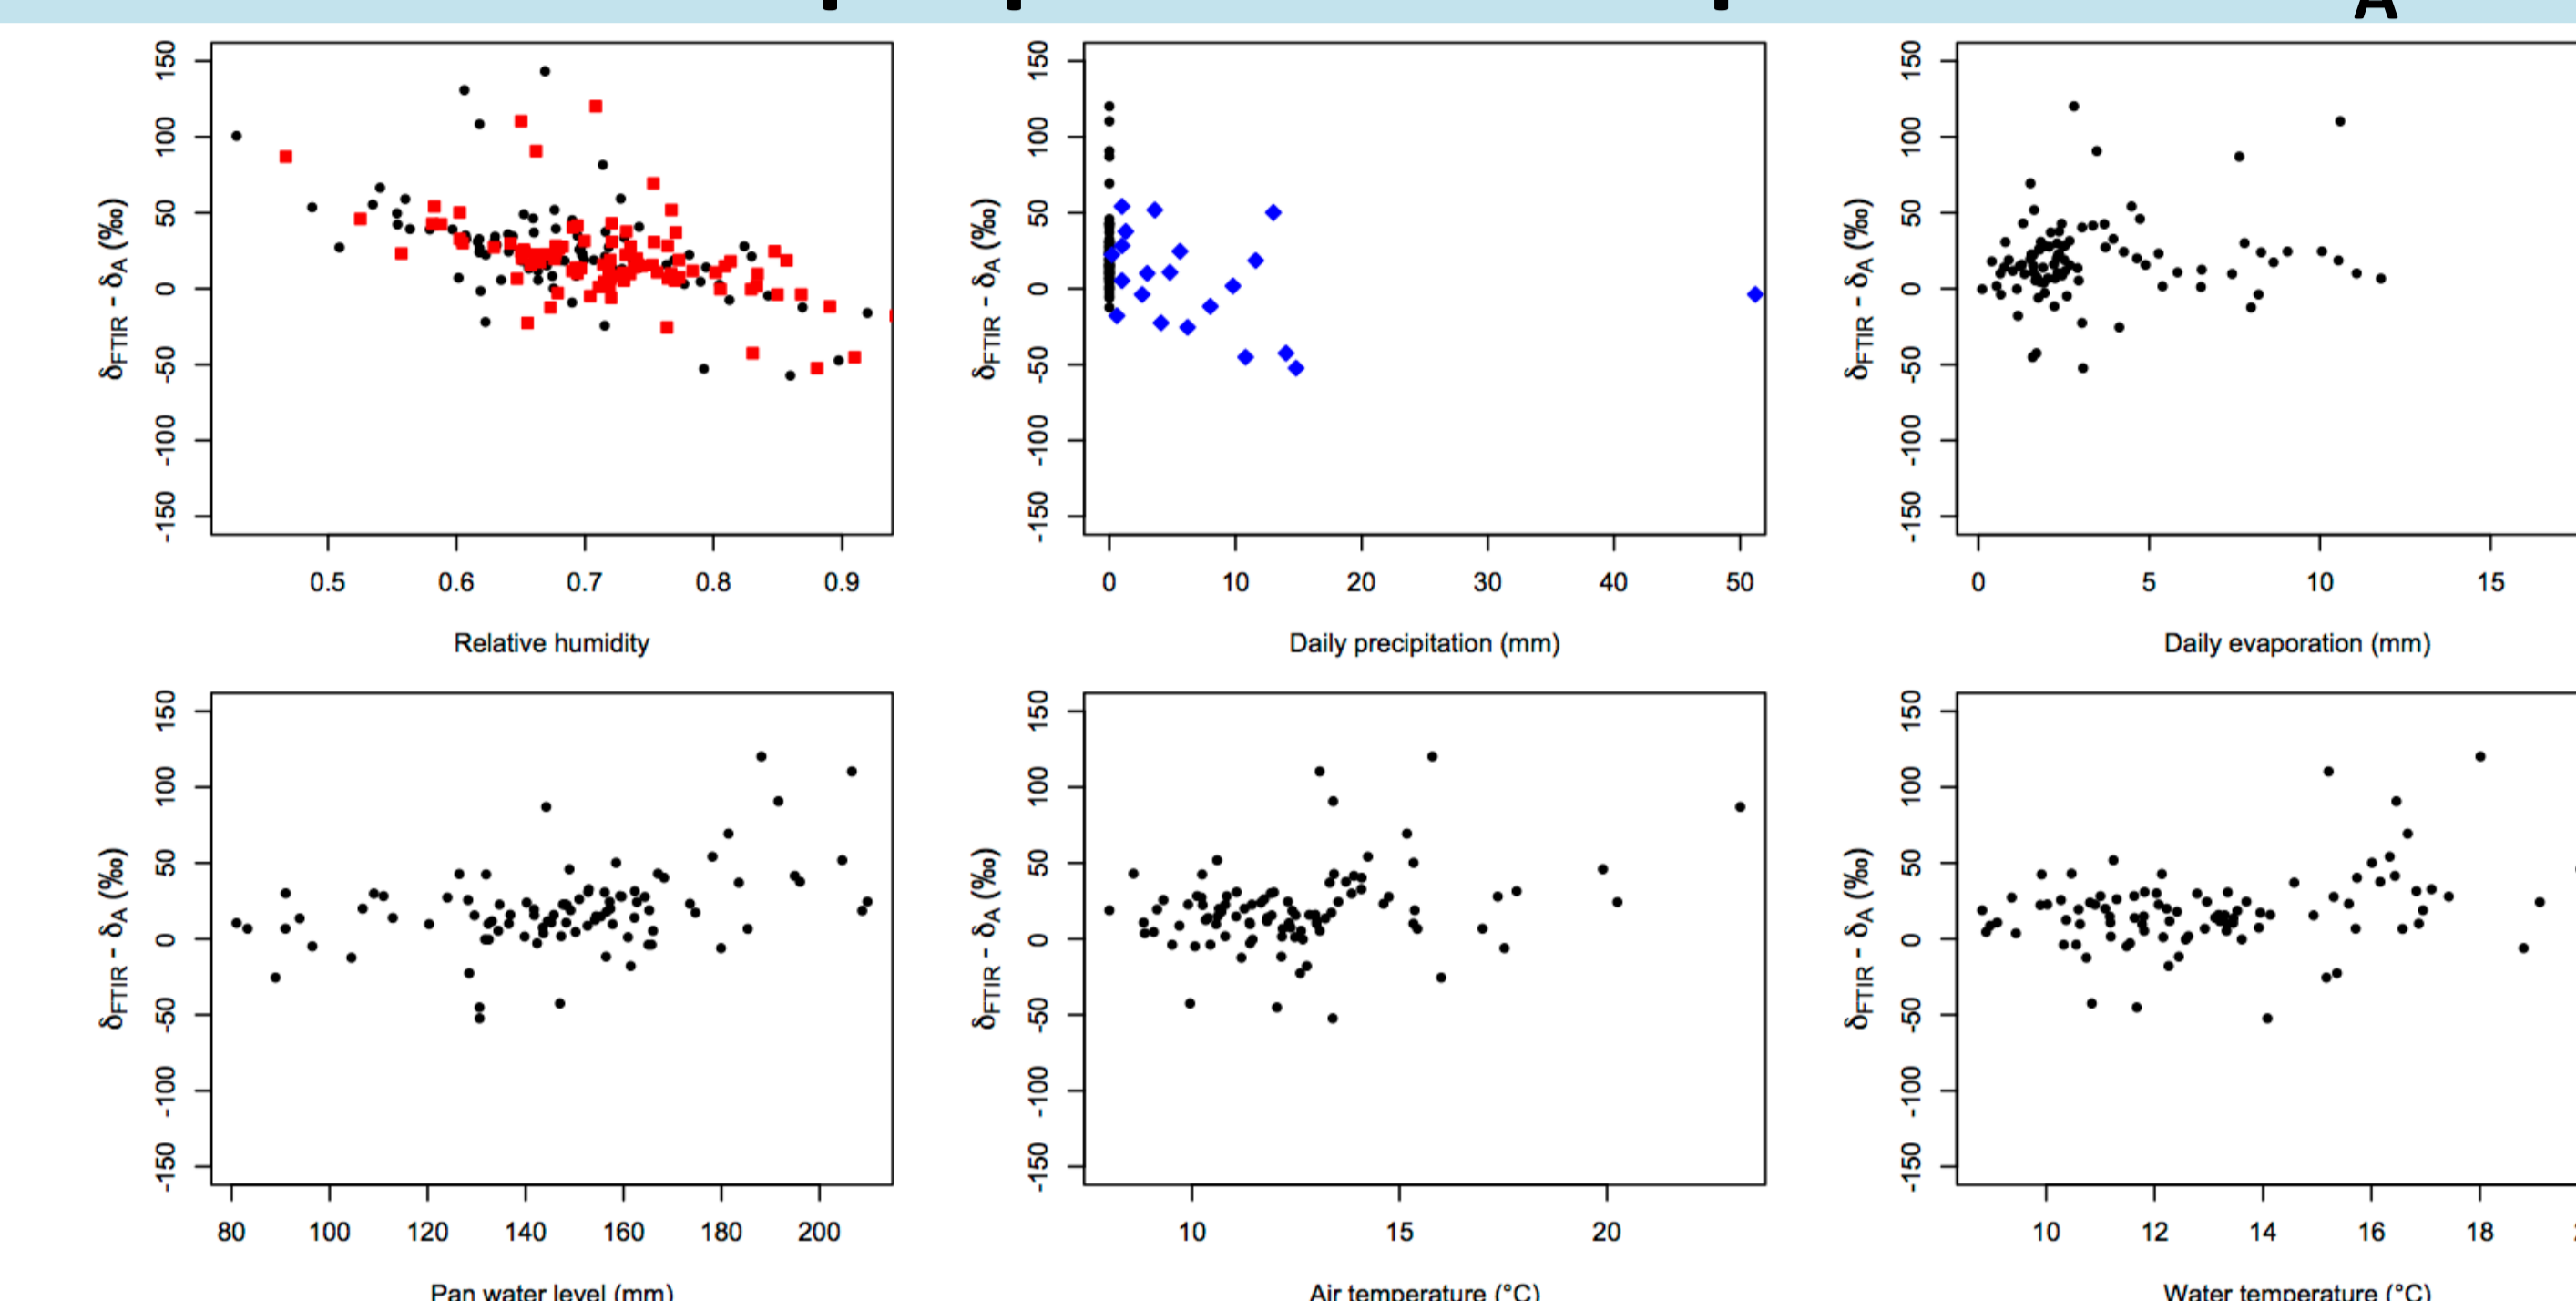 A
150
100
50
0
-50
-100
-150
δFTIR - δA (‰)
0.5 0.6 0.7 0.8 0.9
Relative humidity
150
100
50
0
-50
-100
-150
δFTIR - δA (‰)
0 10 20 30 40 50
Daily precipitation (mm)
150
100
50
0
-50
-100
-150
δFTIR - δA (‰)
0 5 10 15
Daily evaporation (mm)
150
100
50
0
-50
-100
-150
δFTIR - δA (‰)
80 100 120 140 160 180 200
Pan water level (mm)
150
100
50
0
-50
-100
-150
δFTIR - δA (‰)
10 15 20
Air temperature (°C)
150
100
50
0
-50
-100
-150
δFTIR - δA (‰)
10 12 14 16 18
Water temperature (°C)